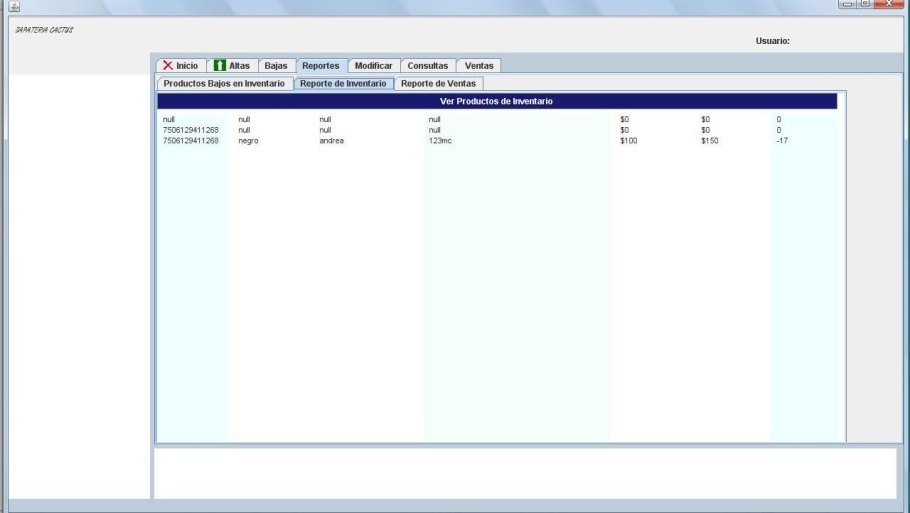 ZAPATERIA CACTUS
Usuario:
Inicio Altas Bajas Reportes Modificar Consultas Ventas
Productos Bajos en Inventario Reporte de Inventario Reporte de Ventas
Ver Productos de Inventario
null null null null $0 $0 0
7506129411268 null null null $0 $0 0
7506129411268 negro andrea 123mc $100 $150 -17